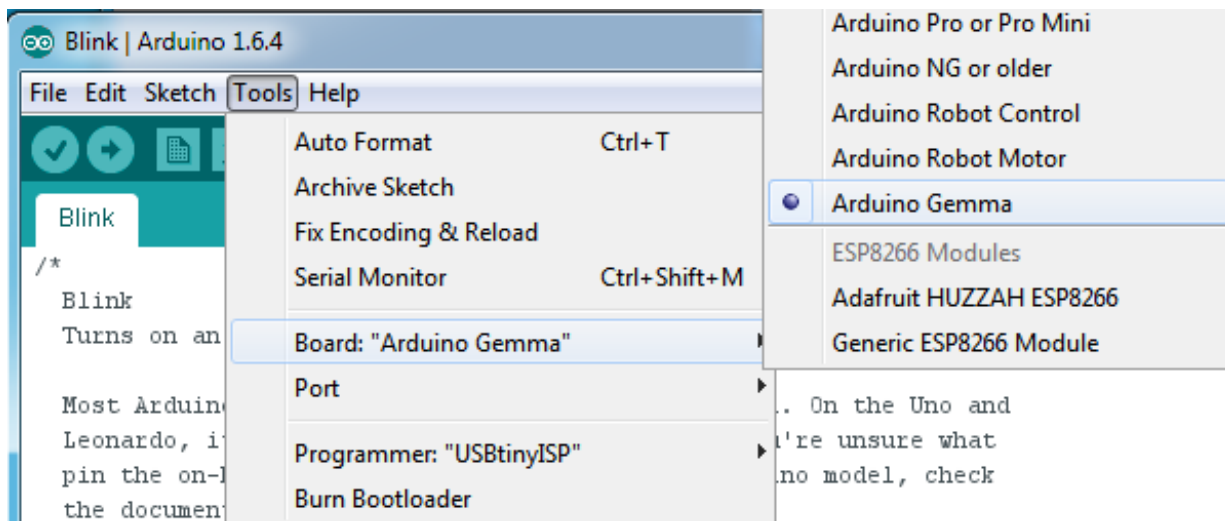 Blink | Arduino 1.6.4
File Edit Sketch Tools Help
Blink
/*
Blink
Turns on an
Most Arduin . On the Uno and
Leonardo, i 're unsure what
pin the on- no model, check
the documen
Auto Format Ctrl+T
Archive Sketch
Fix Encoding & Reload
Serial Monitor Ctrl+Shift+M
Board: "Arduino Gemma"
Port
Programmer: "USBtinyISP"
Burn Bootloader
Arduino Pro or Pro Mini
Arduino NG or older
Arduino Robot Control
Arduino Robot Motor
Arduino Gemma
ESP8266 Modules
Adafruit HUZZAH ESP8266
Generic ESP8266 Module